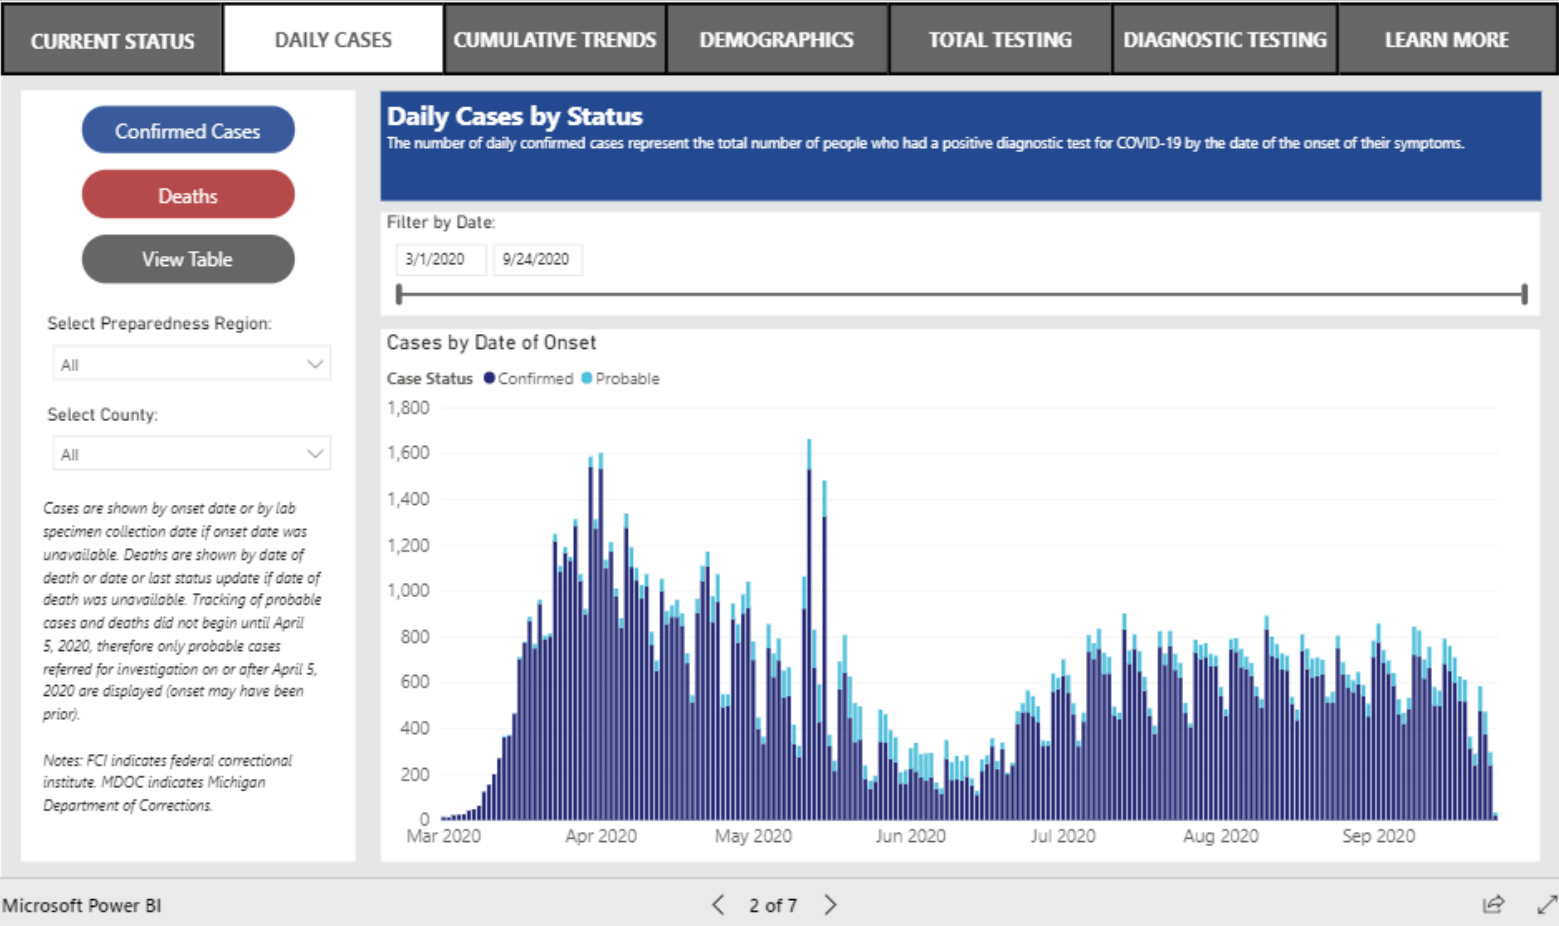 CURRENT STATUS
DAILY CASES
CUMULATIVE TRENDS
DEMOGRAPHICS
TOTAL TESTING
DIAGNOSTIC TESTING
LEARN MORE
Confirmed Cases
Deaths
View Table
Select Preparedness Region:
All
Select County:
All
Cases are shown by onset date or by lab
specimen collection date if onset date was
unavailable. Deaths are shown by date of
death or date or last status update if date of
death was unavailable. Tracking of probable
cases and deaths did not begin until April
5, 2020, therefore only probable cases
referred for investigation on or after April 5,
2020 are displayed (onset may have been
prior).
Notes: FCI indicates federal correctional
institute. MDOC indicates Michigan
Department of Corrections.
Daily Cases by Status
The number of daily confirmed cases represent the total number of people who had a positive diagnostic test for COVID-19 by the date of the onset of their symptoms.
Filter by Date:
3/1/2020
9/24/2020
Cases by Date of Onset
Case Status Confirmed Probable
1,800
1,600
1,400
1,200
1,000
800
600
400
200
0
Mar 2020
Apr 2020
May 2020
Jun 2020
Jul 2020
Aug 2020
Sep 2020
Microsoft Power BI
2 of 7